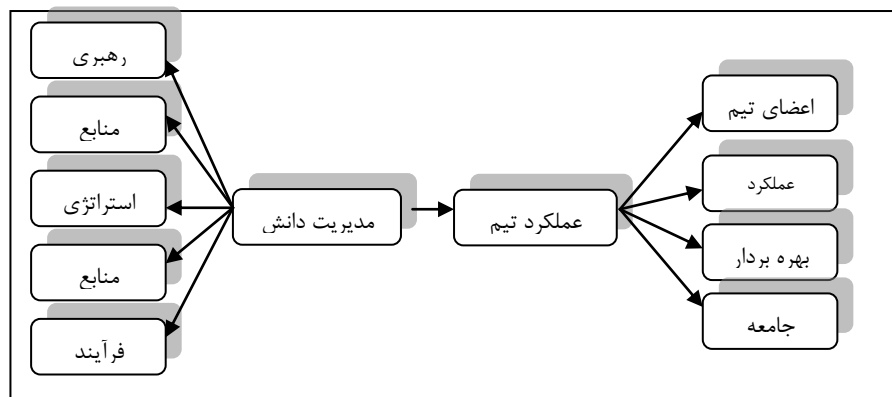 رهبری
منابع
استراتژی
منابع
فرآیند
مدیریت دانش
عملکرد تیم
اعضای تیم
عملکرد
بهره بردار
جامعه